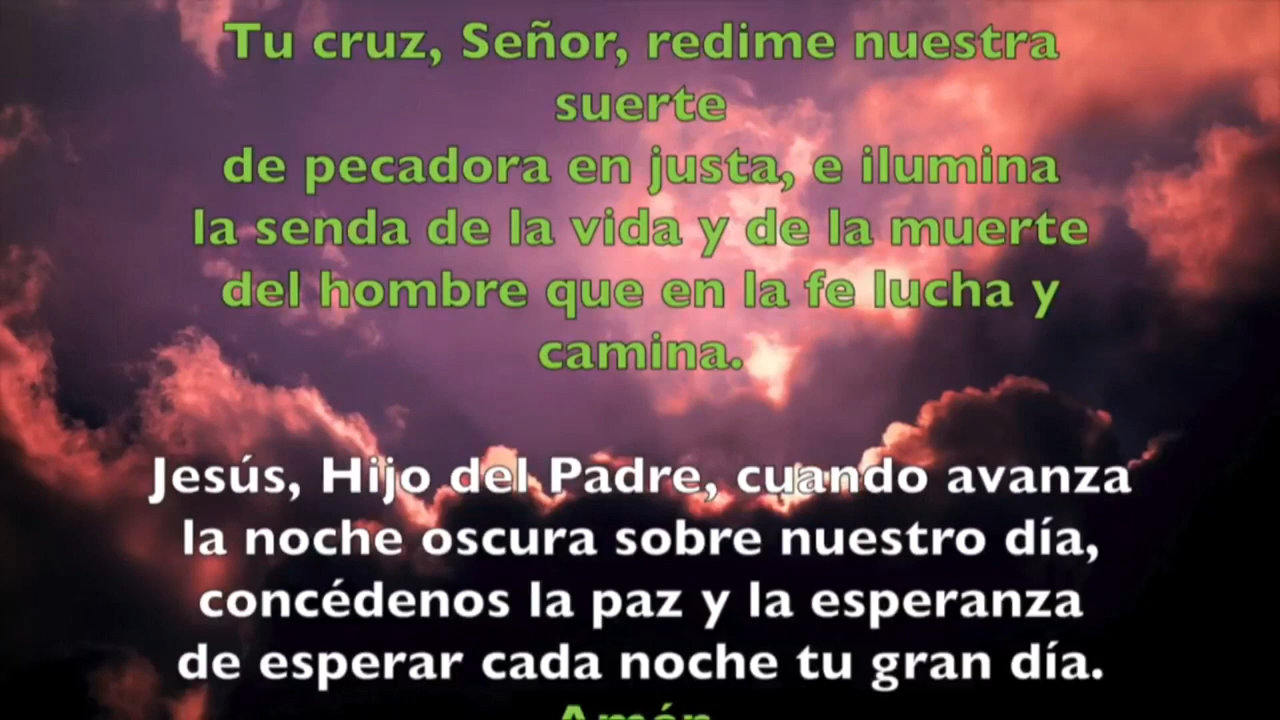 Tu cruz, Señor, redime nuestra
suerte
de pecadora en justa, e ilumina
la senda de la vida y de la muerte
del hombre que en la fe lucha y
camina.
Jesús, Hijo del Padre, cuando avanza
la noche oscura sobre nuestro día,
concédenos la paz y la esperanza
de esperar cada noche tu gran día.
Amén